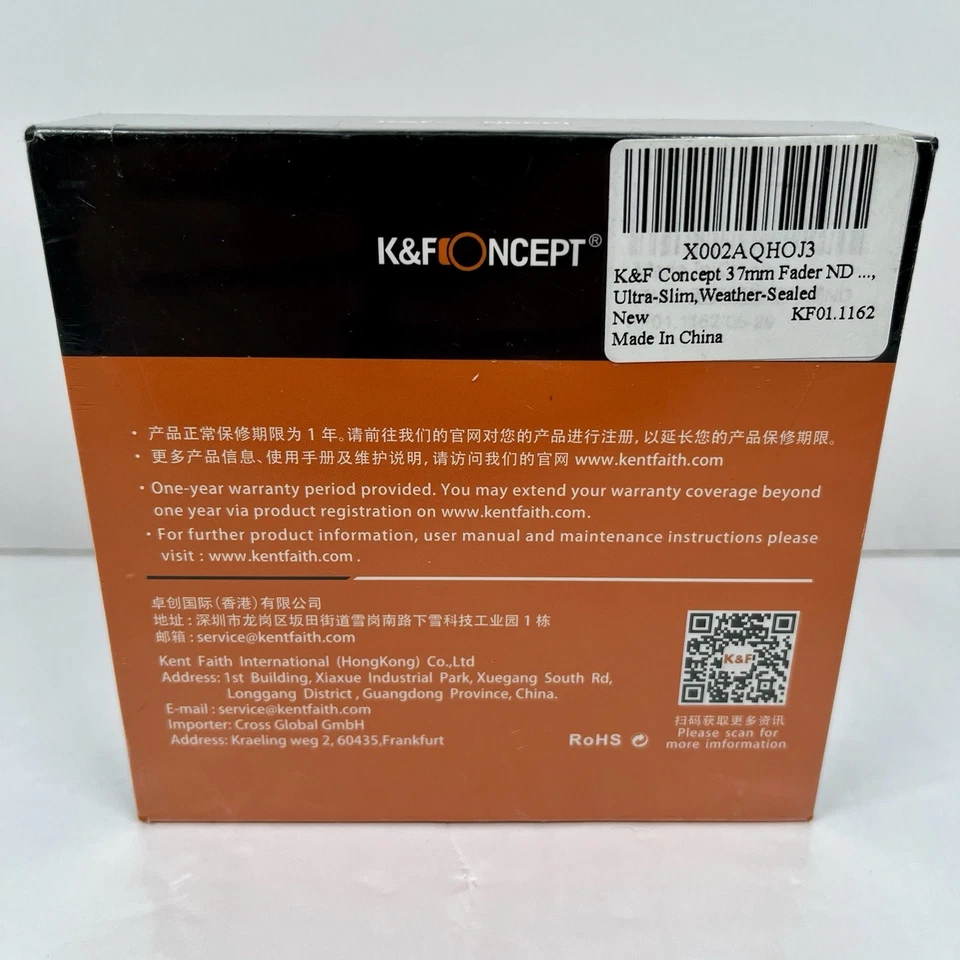 K&FCONCEPT®
X002AQHOJ3
K&F Concept 37mm Fader ND ...,
Ultra-Slim,Weather-Sealed
New KF01.1162
Made In China
• 产品正常保修期限为 1 年。请前往我们的官网对您的产品进行注册，以延长您的产品保修期限。
• 更多产品信息、使用手册及维护说明，请访问我们的官网 www.kentfaith.com
• One-year warranty period provided. You may extend your warranty coverage beyond
one year via product registration on www.kentfaith.com.
• For further product information, user manual and maintenance instructions please
visit : www.kentfaith.com .
卓创国际（香港）有限公司
地址 : 深圳市龙岗区坂田街道雪岗南路下雪科技工业园 1 栋
邮箱 : service@kentfaith.com
Kent Faith International (HongKong) Co.,Ltd
Address: 1st Building, Xiaxue Industrial Park, Xuegang South Rd,
Longgang District , Guangdong Province, China.
E-mail : service@kentfaith.com
Importer: Cross Global GmbH
Address: Kraeling weg 2, 60435,Frankfurt
RoHS
K&F
扫码获取更多资讯
Please scan for
more imformation